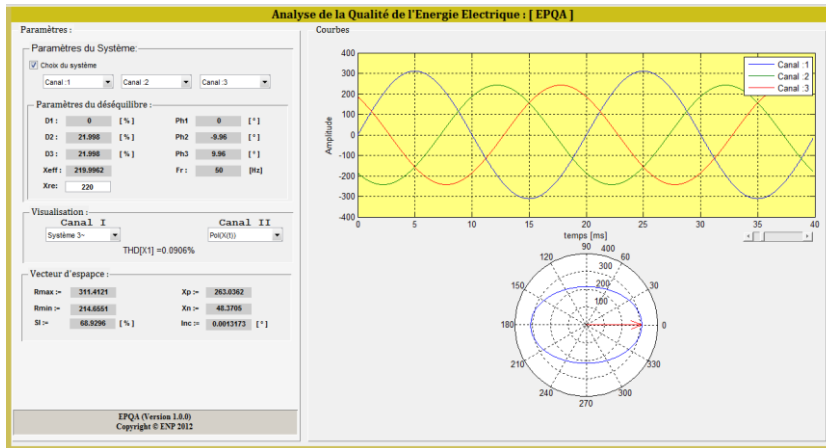 Analyse de la Qualité de l'Energie Electrique : [ EPQA ]
Paramètres :
Paramètres du Système:
Choix du système
Canal :1 Canal :2 Canal :3
Paramètres du déséquilibre :
D1 : 0 [ % ] Ph1 0 [ ° ]
D2 : 21.998 [ % ] Ph2 -9.96 [ ° ]
D3 : 21.998 [ % ] Ph3 9.96 [ ° ]
Xeff : 219.9962 Fr : 50 [Hz]
Xre: 220
Visualisation :
Canal I Canal II
Système 3~ Pol(X(t))
THD[X1] =0.0906%
Vecteur d'espapce :
Rmax := 311.4121 Xp := 263.0362
Rmin := 214.6551 Xn := 48.3705
SI := 68.9296 [ % ] Inc := 0.0013173 [ ° ]
EPQA (Version 1.0.0)
Copyright © ENP 2012
Courbes
400
300
200
100
0
-100
-200
-300
-400
Amplitude
Canal :1
Canal :2
Canal :3
0 5 10 15 20 25 30 35 40
temps [ms]
90 400
120 300 60
200
150 100 30
180 0
210 330
240 300
270